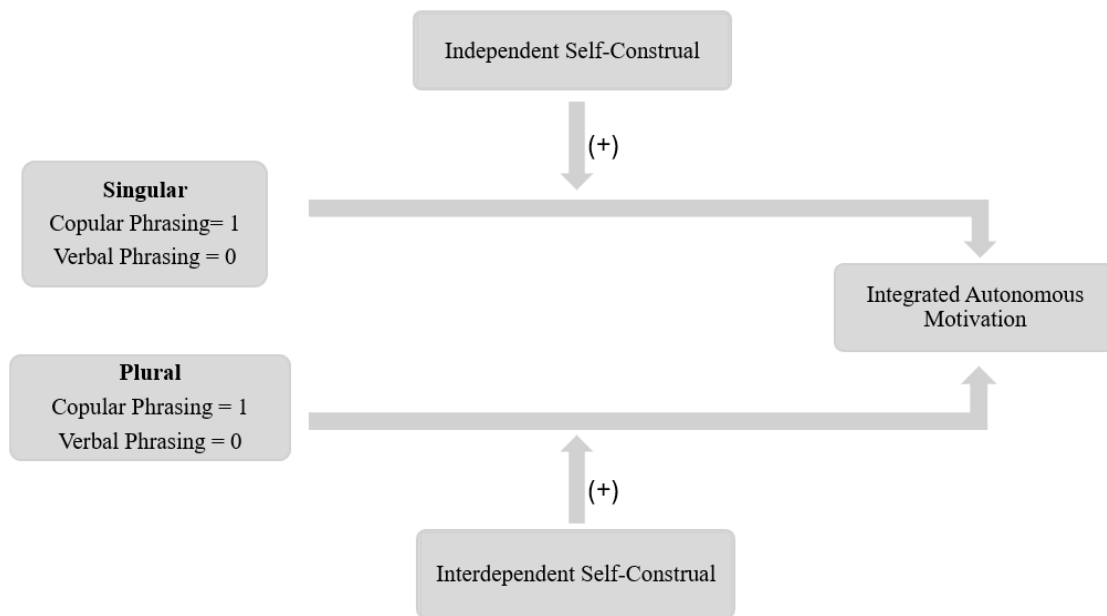 Independent Self-Construal
(+)
Singular
Copular Phrasing= 1
Verbal Phrasing = 0
Integrated Autonomous
Motivation
Plural
Copular Phrasing = 1
Verbal Phrasing = 0
(+)
Interdependent Self-Construal